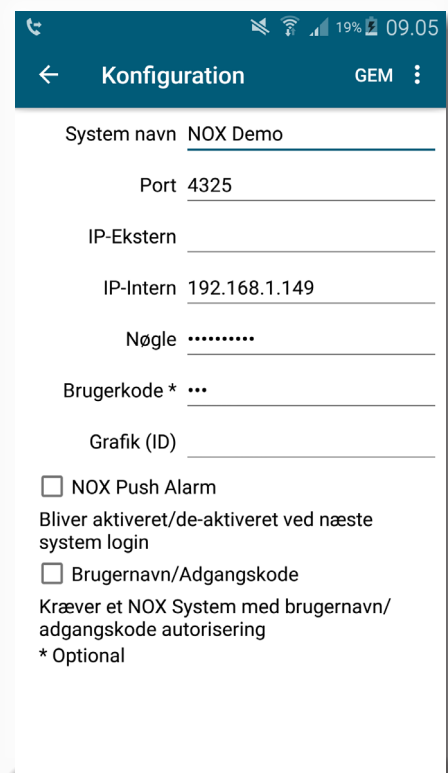 19% 09.05
Konfiguration GEM
System navn NOX Demo
Port 4325
IP-Ekstern
IP-Intern 192.168.1.149
Nøgle ••••••••••
Brugerkode * •••
Grafik (ID)
NOX Push Alarm
Bliver aktiveret/de-aktiveret ved næste
system login
Brugernavn/Adgangskode
Kræver et NOX System med brugernavn/
adgangskode autorisering
* Optional